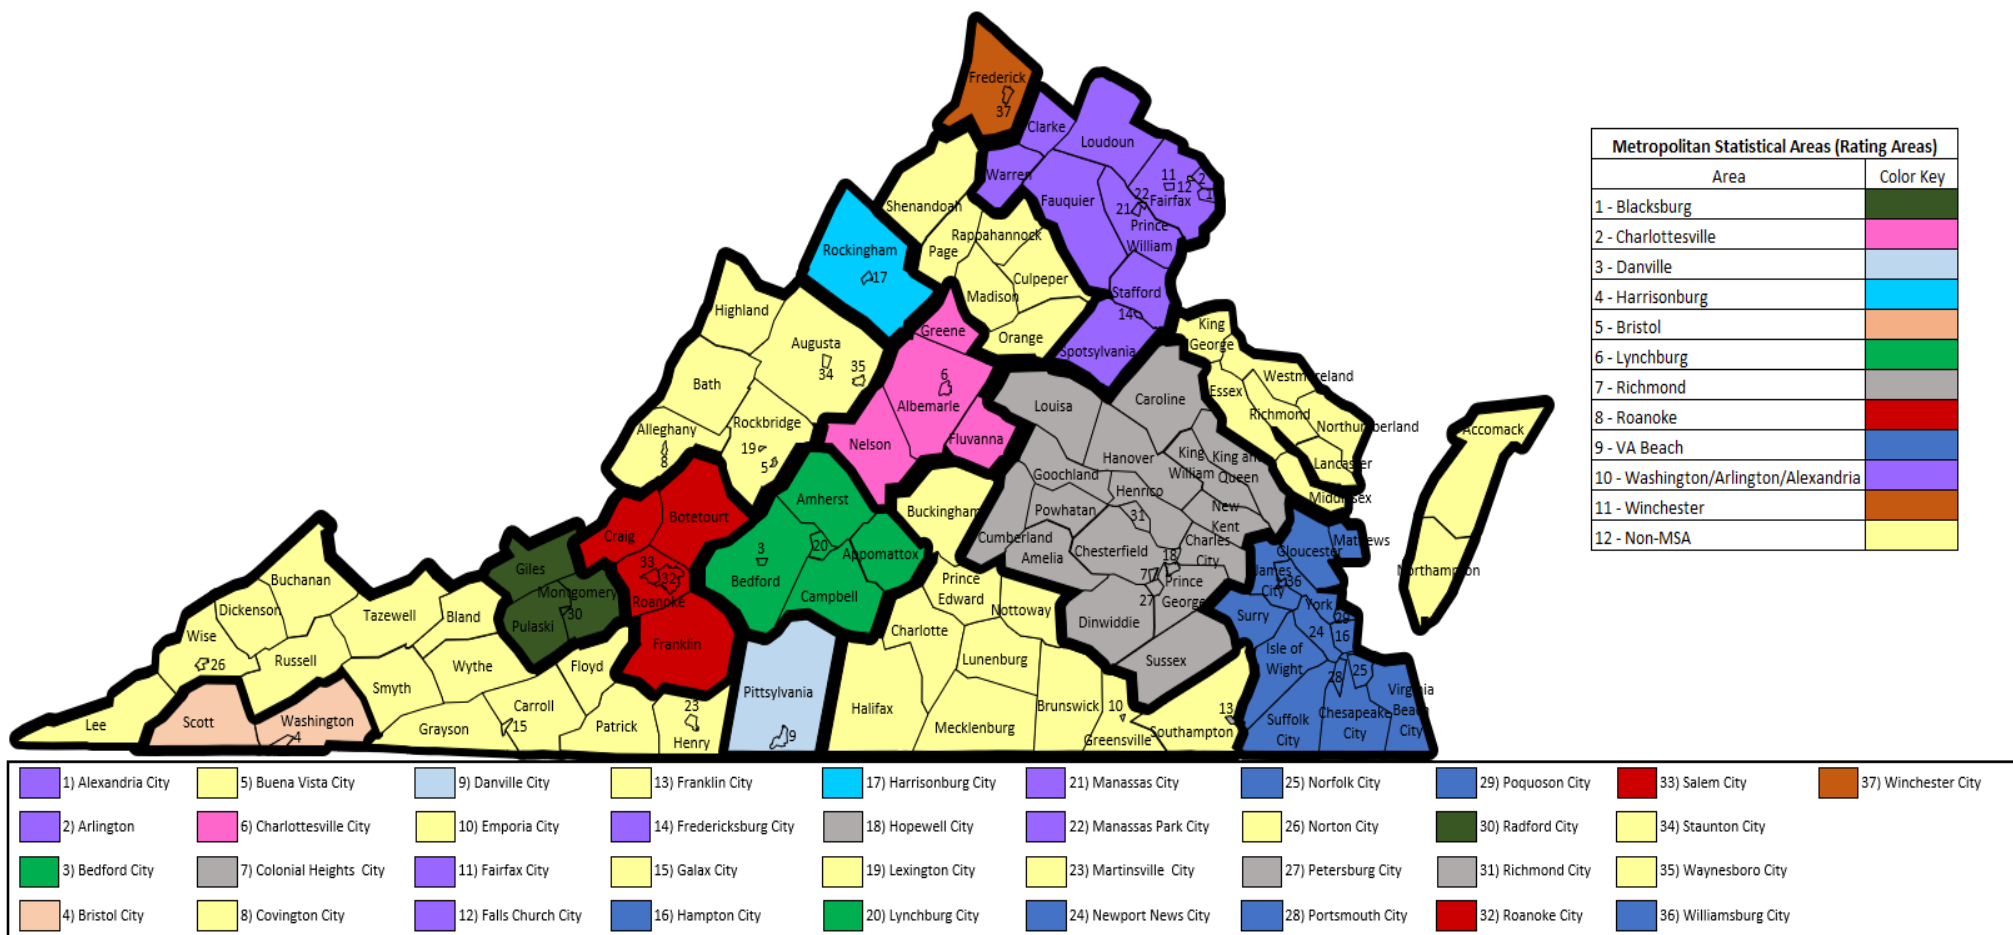 Frederick
37
Clarke
Loudoun
Warren
11
2
12
1
22
Fauquier
21
Fairfax
Prince
William
Shenandoah
Rappahannock
Page
Rockingham
17
Culpeper
Madison
Stafford
14
Highland
Greene
Orange
Spotsylvania
King
George
Augusta
34
35
Bath
6
Albemarle
Westmoreland
Essex
Richmond
Northumberland
Louisa
Caroline
Rockbridge
Alleghany
8
19
5
Nelson
Fluvanna
Lancaster
Accomack
Hanover
King
William
King and
Queen
Goochland
Henrico
Middlesex
Amherst
Buckingham
Powhatan
31
New
Kent
Botetourt
Craig
Cumberland
Amelia
Chesterfield
Charles
City
18
Gloucester
Mathews
3
20
Appomattox
Bedford
Campbell
33
32
Roanoke
Giles
Montgomery
30
Pulaski
Prince
Edward
Nottoway
7
27
Prince
George
James
City
36
Northampton
Buchanan
Dickenson
Tazewell
Bland
Wise
26
Russell
Wythe
Floyd
Franklin
Charlotte
Lunenburg
Dinwiddie
Sussex
Surry
York
29
24
16
Isle of
Wight
28
25
Smyth
Scott
Washington
4
Lee
Grayson
Carroll
15
Patrick
23
Henry
Pittsylvania
9
Halifax
Mecklenburg
Brunswick
10
Greensville
13
Southampton
Suffolk
City
Chesapeake
City
Virginia
Beach
City
Metropolitan Statistical Areas (Rating Areas)
Area Color Key
1 - Blacksburg
2 - Charlottesville
3 - Danville
4 - Harrisonburg
5 - Bristol
6 - Lynchburg
7 - Richmond
8 - Roanoke
9 - VA Beach
10 - Washington/Arlington/Alexandria
11 - Winchester
12 - Non-MSA
1) Alexandria City 5) Buena Vista City 9) Danville City 13) Franklin City 17) Harrisonburg City 21) Manassas City 25) Norfolk City 29) Poquoson City 33) Salem City 37) Winchester City
2) Arlington 6) Charlottesville City 10) Emporia City 14) Fredericksburg City 18) Hopewell City 22) Manassas Park City 26) Norton City 30) Radford City 34) Staunton City
3) Bedford City 7) Colonial Heights City 11) Fairfax City 15) Galax City 19) Lexington City 23) Martinsville City 27) Petersburg City 31) Richmond City 35) Waynesboro City
4) Bristol City 8) Covington City 12) Falls Church City 16) Hampton City 20) Lynchburg City 24) Newport News City 28) Portsmouth City 32) Roanoke City 36) Williamsburg City